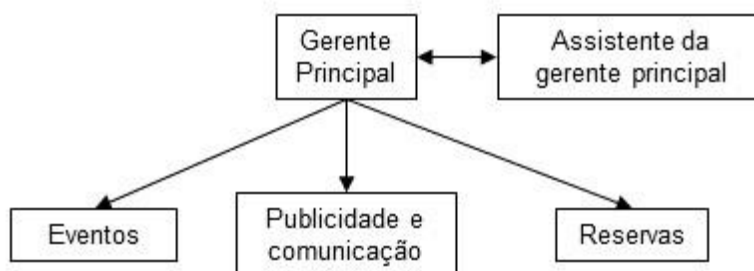 Gerente
Principal
Assistente da
gerente principal
Eventos
Publicidade e
comunicação
Reservas